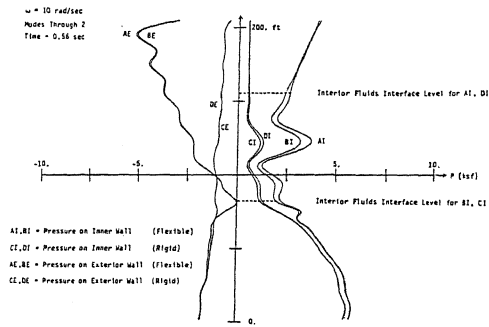 ω = 10 rad/sec
Modes Through 2
Time = 0.56 sec
200. ft
AE
BE
Interior Fluids Interface Level for AI, DI
DE
CE
CI
DI
BI
AI
-10.
-5.
5.
10.
P (ksf)
Interior Fluids Interface Level for BI, CI
AI,BI = Pressure on Inner Wall (Flexible)
CI,DI = Pressure on Inner Wall (Rigid)
AE,BE = Pressure on Exterior Wall (Flexible)
CE,DE = Pressure on Exterior Wall (Rigid)
0.